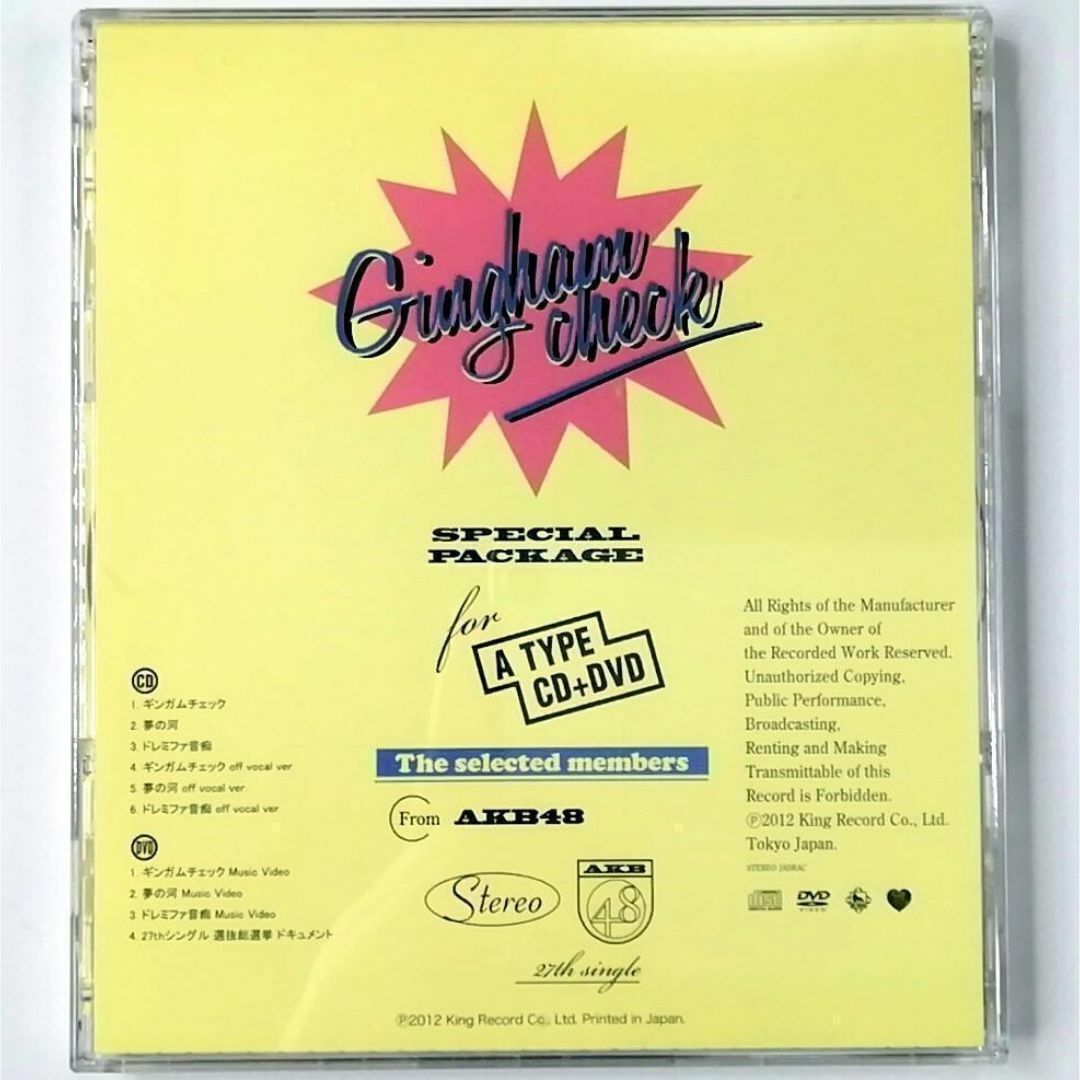 Gingham
check
SPECIAL
PACKAGE
for
A TYPE
CD+DVD
The selected members
From AKB48
Stereo
AKB
48
27th single
CD
1. ギンガムチェック
2. 夢の河
3. ドレミファ音痴
4. ギンガムチェック off vocal ver
5. 夢の河 off vocal ver
6. ドレミファ音痴 off vocal ver
DVD
1. ギンガムチェック Music Video
2. 夢の河 Music Video
3. ドレミファ音痴 Music Video
4. 27thシングル 選抜総選挙 ドキュメント
All Rights of the Manufacturer
and of the Owner of
the Recorded Work Reserved.
Unauthorized Copying,
Public Performance,
Broadcasting,
Renting and Making
Transmittable of this
Record is Forbidden.
℗2012 King Record Co., Ltd.
Tokyo Japan.
STEREO JASRAC
DVD
VIDEO
℗2012 King Record Co., Ltd. Printed in Japan.